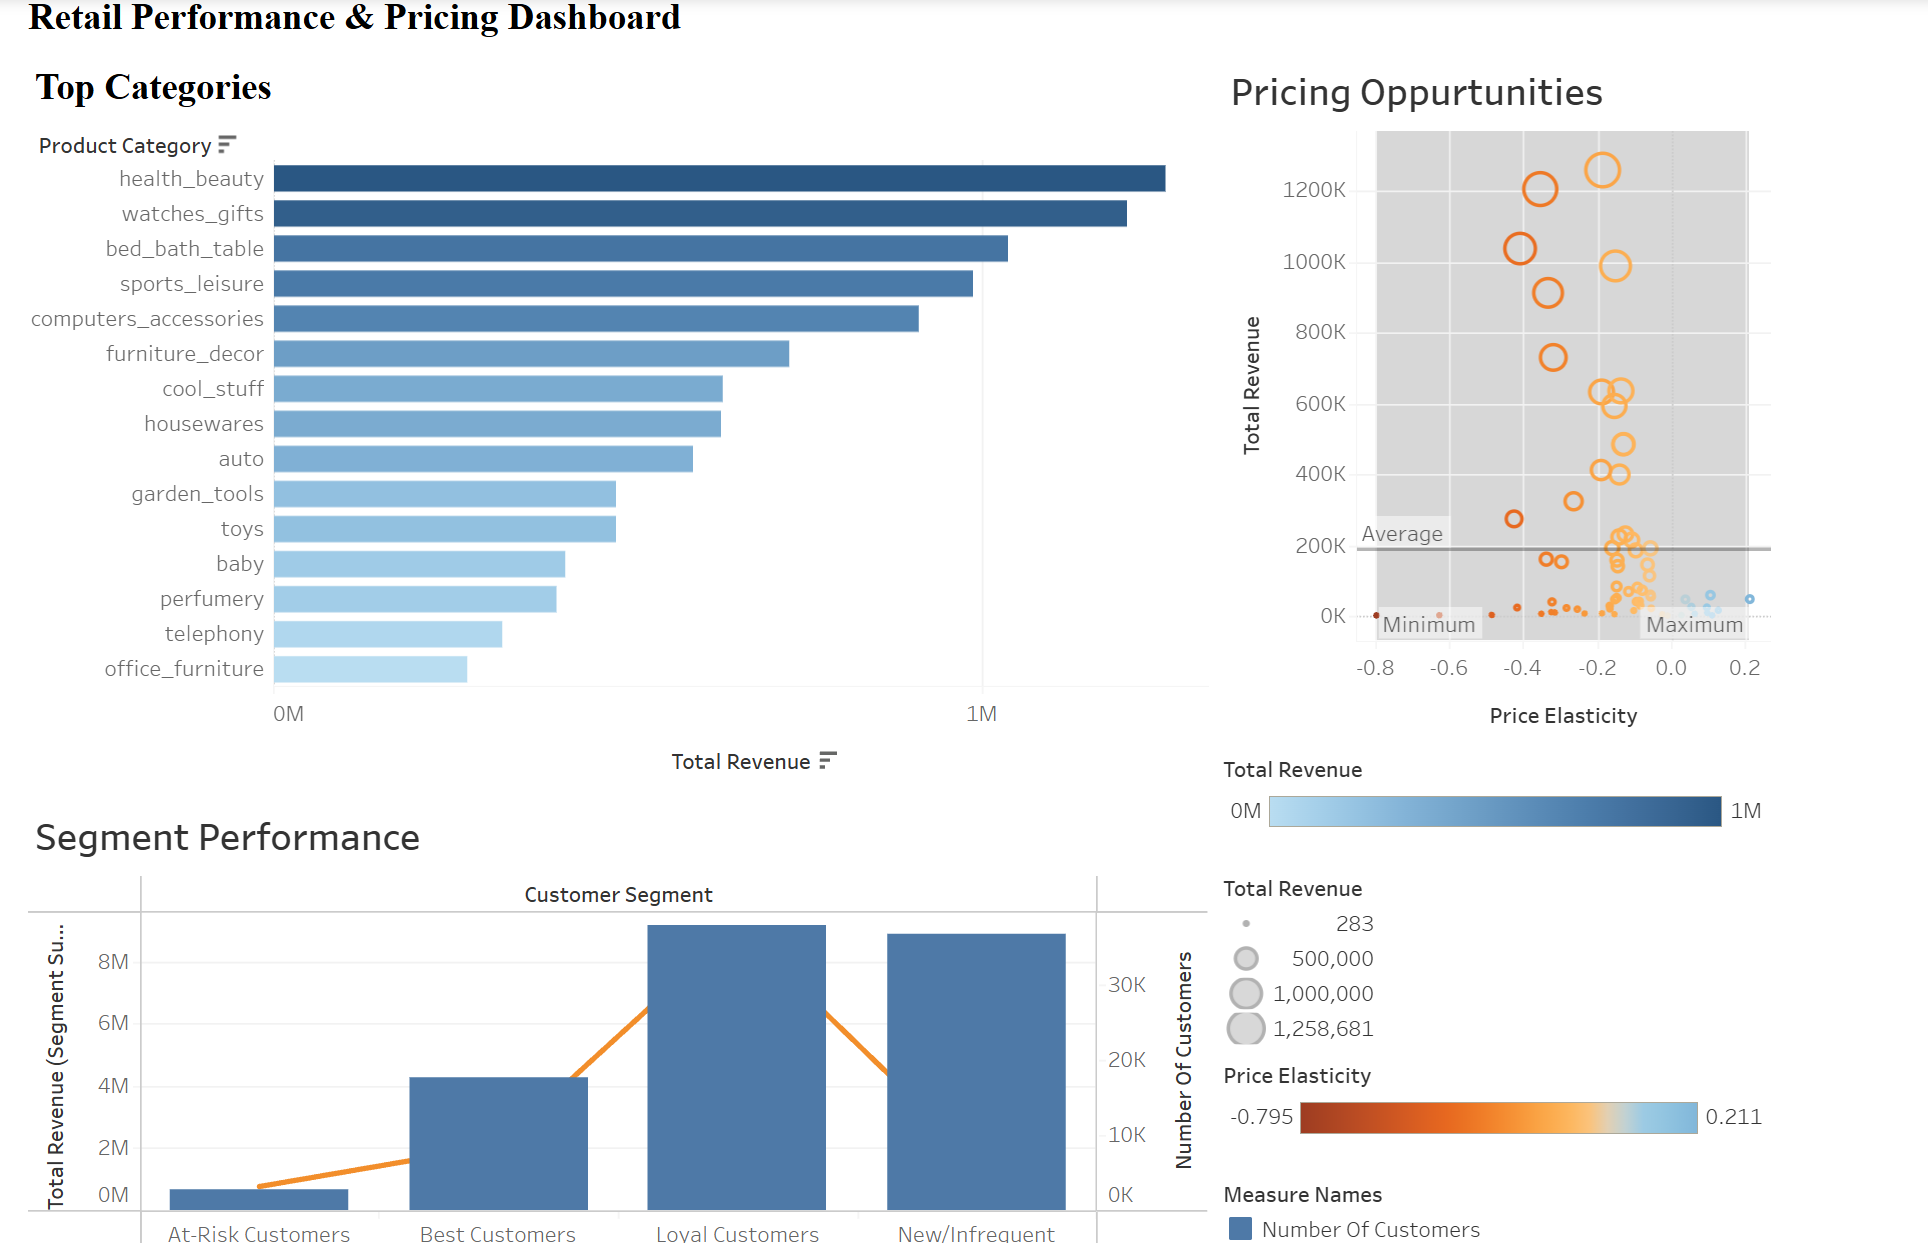 Retail Performance & Pricing Dashboard
Top Categories
Product Category
health_beauty
watches_gifts
bed_bath_table
sports_leisure
computers_accessories
furniture_decor
cool_stuff
housewares
auto
garden_tools
toys
baby
perfumery
telephony
office_furniture
0M 1M
Total Revenue
Pricing Oppurtunities
Total Revenue
1200K
1000K
800K
600K
400K
200K
0K
Average
Minimum Maximum
-0.8 -0.6 -0.4 -0.2 0.0 0.2
Price Elasticity
Total Revenue
0M 1M
Total Revenue
283
500,000
1,000,000
1,258,681
Price Elasticity
-0.795 0.211
Measure Names
Number Of Customers
Segment Performance
Customer Segment
Total Revenue (Segment Su...
8M
6M
4M
2M
0M
30K
20K
10K
0K
Number Of Customers
At-Risk Customers Best Customers Loyal Customers New/Infrequent